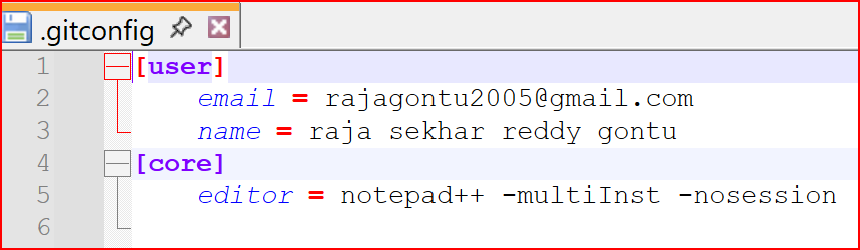 .gitconfig
1 [user]
2 email = rajagontu2005@gmail.com
3 name = raja sekhar reddy gontu
4 [core]
5 editor = notepad++ -multiInst -nosession
6